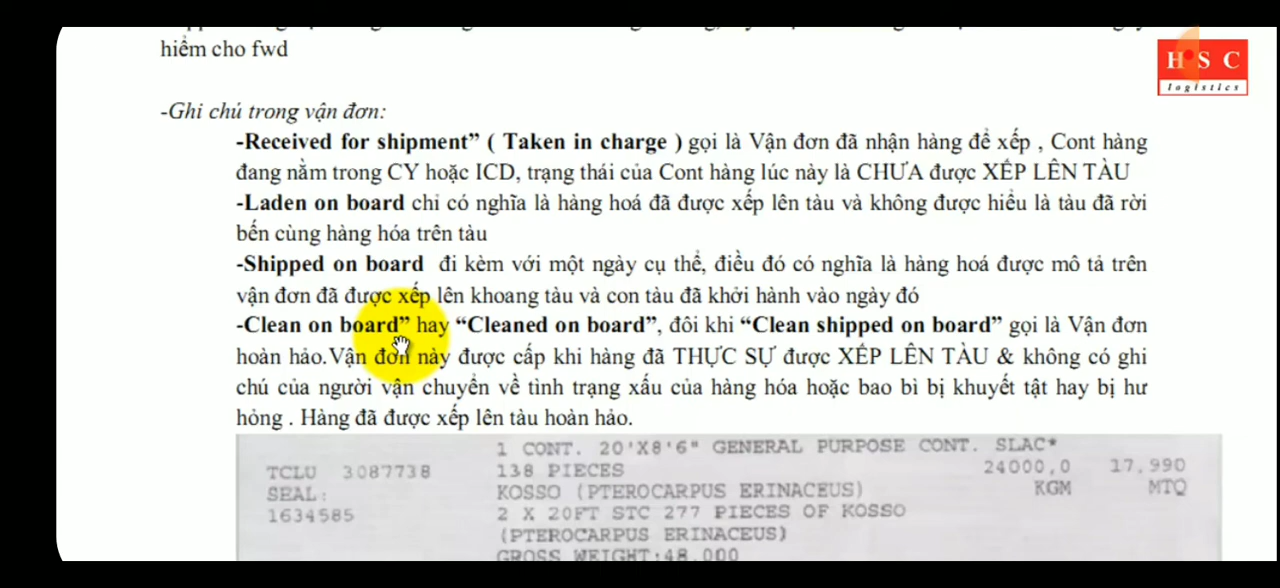 hiểm cho fwd
H S C
logistics
-Ghi chú trong vận đơn:
-Received for shipment” ( Taken in charge ) gọi là Vận đơn đã nhận hàng để xếp , Cont hàng
đang nằm trong CY hoặc ICD, trạng thái của Cont hàng lúc này là CHƯA được XẾP LÊN TÀU
-Laden on board chỉ có nghĩa là hàng hoá đã được xếp lên tàu và không được hiểu là tàu đã rời
bến cùng hàng hóa trên tàu
-Shipped on board đi kèm với một ngày cụ thể, điều đó có nghĩa là hàng hoá được mô tả trên
vận đơn đã được xếp lên khoang tàu và con tàu đã khởi hành vào ngày đó
-Clean on board” hay “Cleaned on board”, đôi khi “Clean shipped on board” gọi là Vận đơn
hoàn hảo.Vận đơn này được cấp khi hàng đã THỰC SỰ được XẾP LÊN TÀU & không có ghi
chú của người vận chuyển về tình trạng xấu của hàng hóa hoặc bao bì bị khuyết tật hay bị hư
hỏng . Hàng đã được xếp lên tàu hoàn hảo.
1 CONT. 20'X8'6" GENERAL PURPOSE CONT. SLAC*
TCLU 3087738 138 PIECES 24000,0 17,990
SEAL: KOSSO (PTEROCARPUS ERINACEUS) KGM MTQ
1634585 2 X 20FT STC 277 PIECES OF KOSSO
(PTEROCARPUS ERINACEUS)
GROSS WEIGHT:48.000